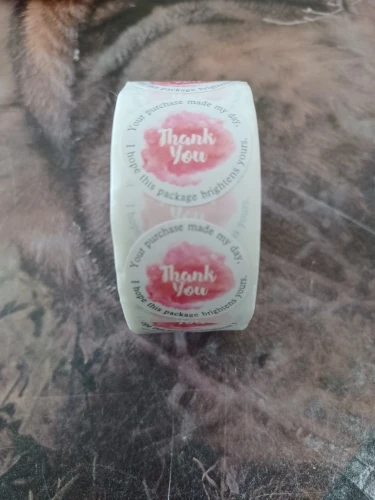 Your purchase made my day,
Thank
You
I hope this package brightens yours.
Your purchase made my day,
Thank
You
I hope this package brightens yours.